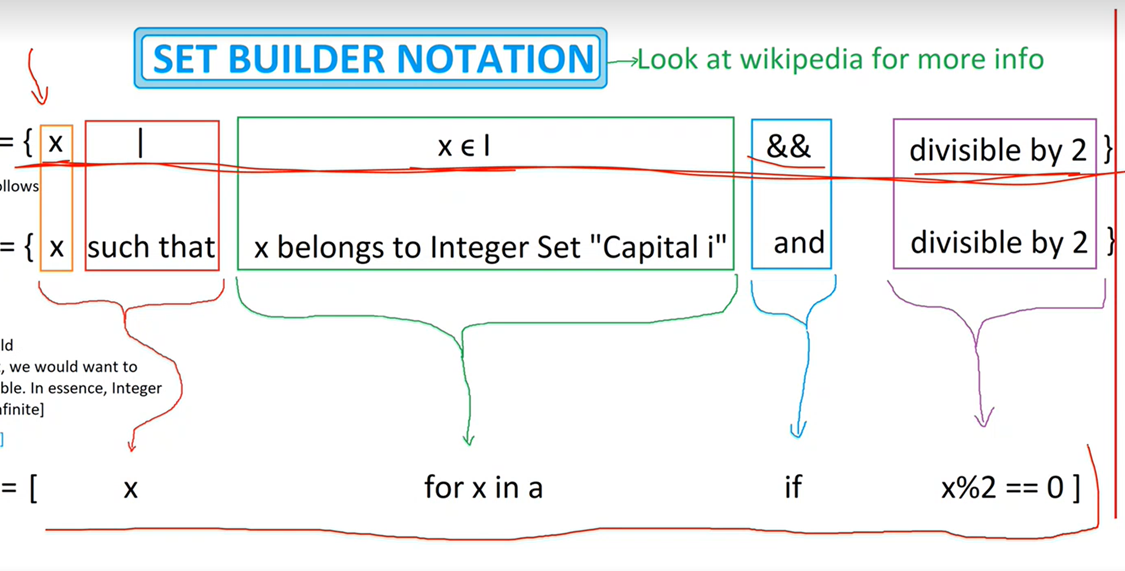 SET BUILDER NOTATION →Look at wikipedia for more info
= { x | x ϵ I && divisible by 2 }
ollows
= { x such that x belongs to Integer Set "Capital i" and divisible by 2 }
ld
, we would want to
ble. In essence, Integer
nfinite]
]
= [ x for x in a if x%2 == 0 ]